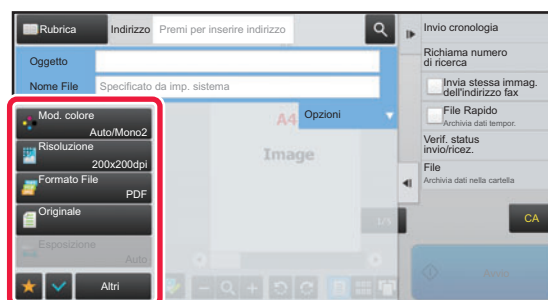 Rubrica
Indirizzo
Premi per inserire indirizzo
Oggetto
Nome File
Specificato da imp. sistema
Mod. colore
Auto/Mono2
Risoluzione
200x200dpi
Formato File
PDF
Originale
Esposizione
Auto
Altri
A4
Image
Opzioni
1/5
Invio cronologia
Richiama numero
di ricerca
Invia stessa immag.
dell'indirizzo fax
File Rapido
Archivia dati tempor.
Verif. status
invio/ricez.
File
Archivia dati nella cartella
CA
Avvio